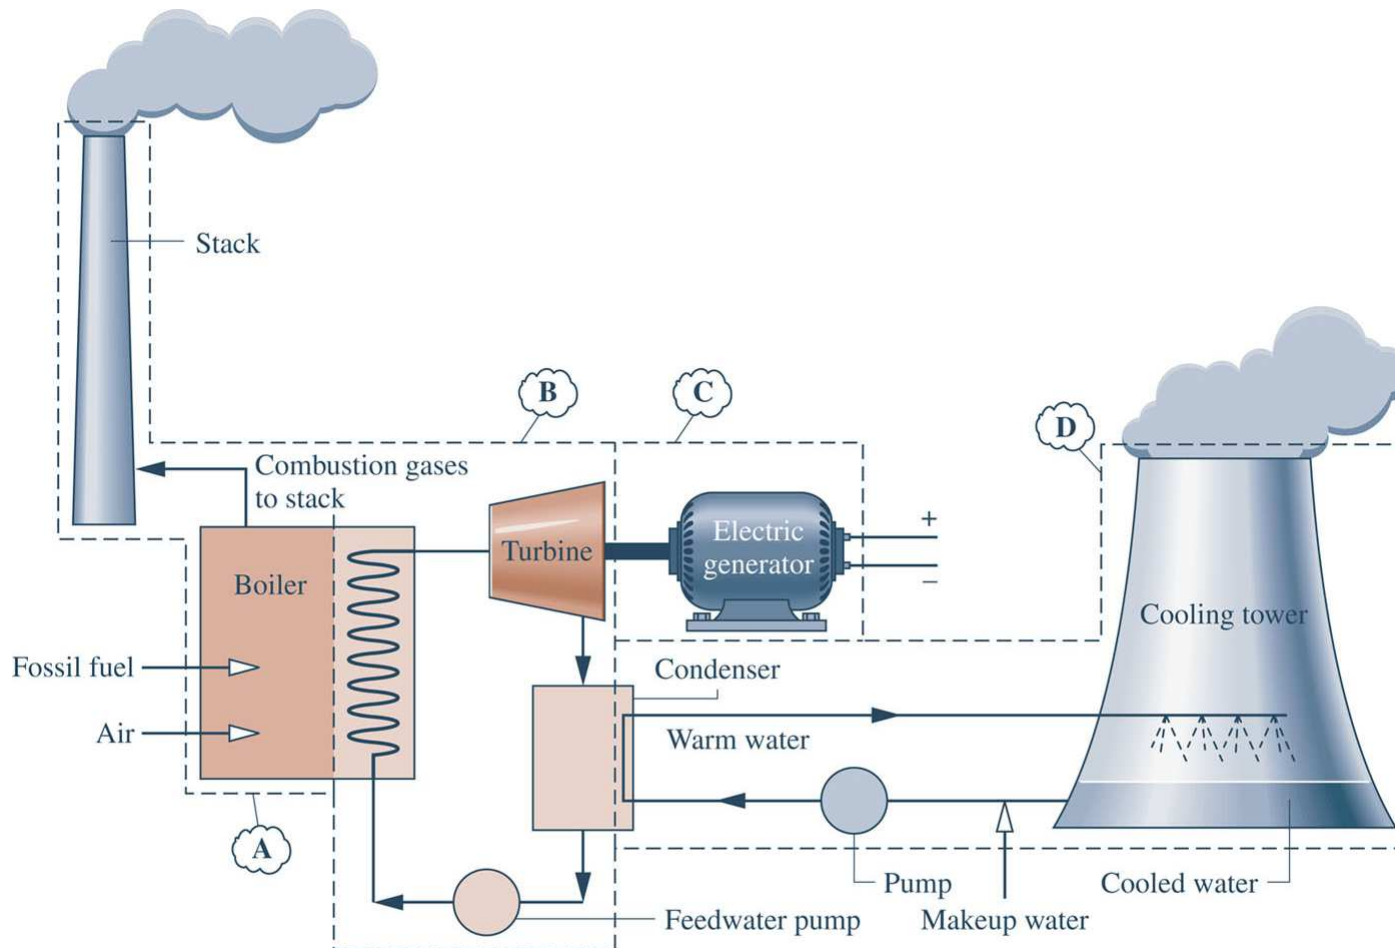 Stack
B
C
D
Combustion gases
to stack
Turbine
Electric
generator
+
−
Boiler
Cooling tower
Fossil fuel
Condenser
Air
Warm water
A
Pump
Cooled water
Feedwater pump
Makeup water